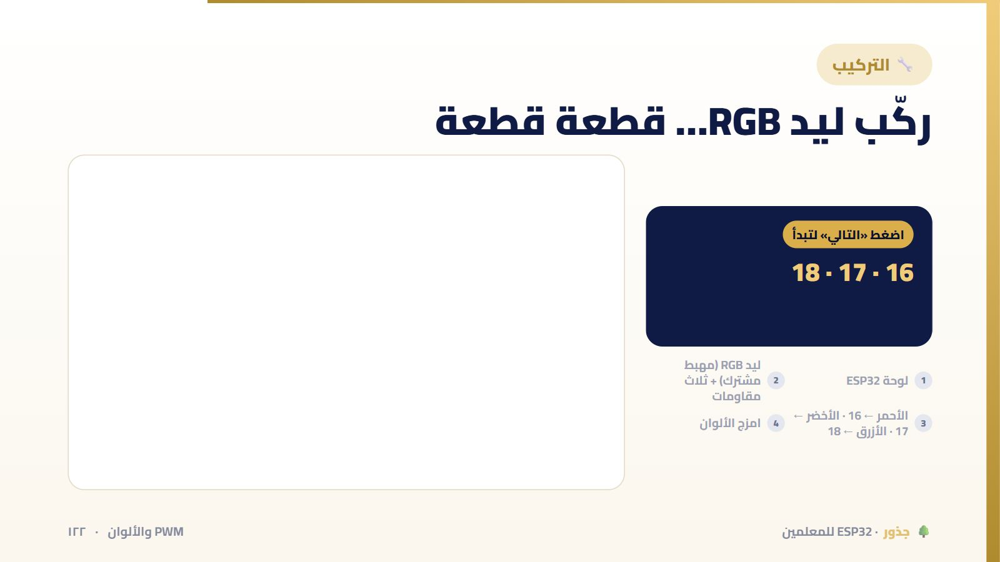 🔧 التركيب
ركّب ليد RGB... قطعة قطعة
اضغط «التالي» لتبدأ
16 · 17 · 18
1 لوحة ESP32
2 ليد RGB (مهبط
مشترك) + ثلاث
مقاومات
3 الأحمر ← 16 · الأخضر ←
17 · الأزرق ← 18
4 امزج الألوان
🌳 جذور · ESP32 للمعلمين
PWM والألوان · ١٢٢